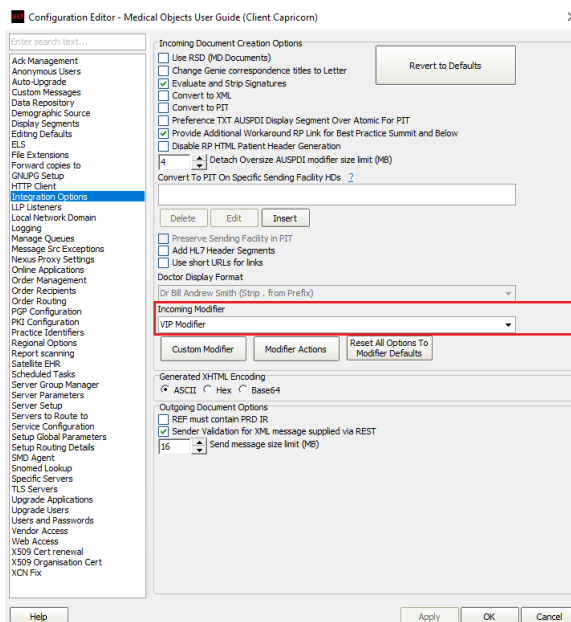 HLT Configuration Editor - Medical Objects User Guide (Client Capricorn)
Enter search text...
Ack Management
Anonymous Users
Auto-Upgrade
Custom Messages
Data Repository
Demographic Source
Display Segments
Editing Defaults
ELS
File Extensions
Forward copies to
GNUPG Setup
HTTP Client
Integration Options
LLP Listeners
Local Network Domain
Logging
Manage Queues
Message Src Exceptions
Nexus Proxy Settings
Online Applications
Order Management
Order Recipients
Order Routing
PGP Configuration
PKI Configuration
Practice Identifiers
Regional Options
Report scanning
Satellite EHR
Scheduled Tasks
Server Group Manager
Server Parameters
Server Setup
Servers to Route to
Service Configuration
Setup Global Parameters
Setup Routing Details
SMD Agent
Snomed Lookup
Specific Servers
TLS Servers
Upgrade Applications
Upgrade Users
Users and Passwords
Vendor Access
Web Access
X509 Cert renewal
X509 Organisation Cert
XCN Fix
Incoming Document Creation Options
Use RSD (MD Documents)
Change Genie correspondence titles to Letter
Revert to Defaults
Evaluate and Strip Signatures
Convert to XML
Convert to PIT
Preference TXT AUSPDI Display Segment Over Atomic For PIT
Provide Additional Workaround RP Link for Best Practice Summit and Below
Disable RP HTML Patient Header Generation
4 Detach Oversize AUSPDI modifier size limit (MB)
Convert To PIT On Specific Sending Facility HDs ?
Delete Edit Insert
Preserve Sending Facility in PIT
Add HL7 Header Segments
Use short URLs for links
Doctor Display Format
Dr Bill Andrew Smith (Strip . from Prefix)
Incoming Modifier
VIP Modifier
Custom Modifier Modifier Actions Reset All Options To
Modifier Defaults
Generated XHTML Encoding
ASCII Hex Base64
Outgoing Document Options
REF must contain PRD IR
Sender Validation for XML message supplied via REST
16 Send message size limit (MB)
Help Apply OK Cancel